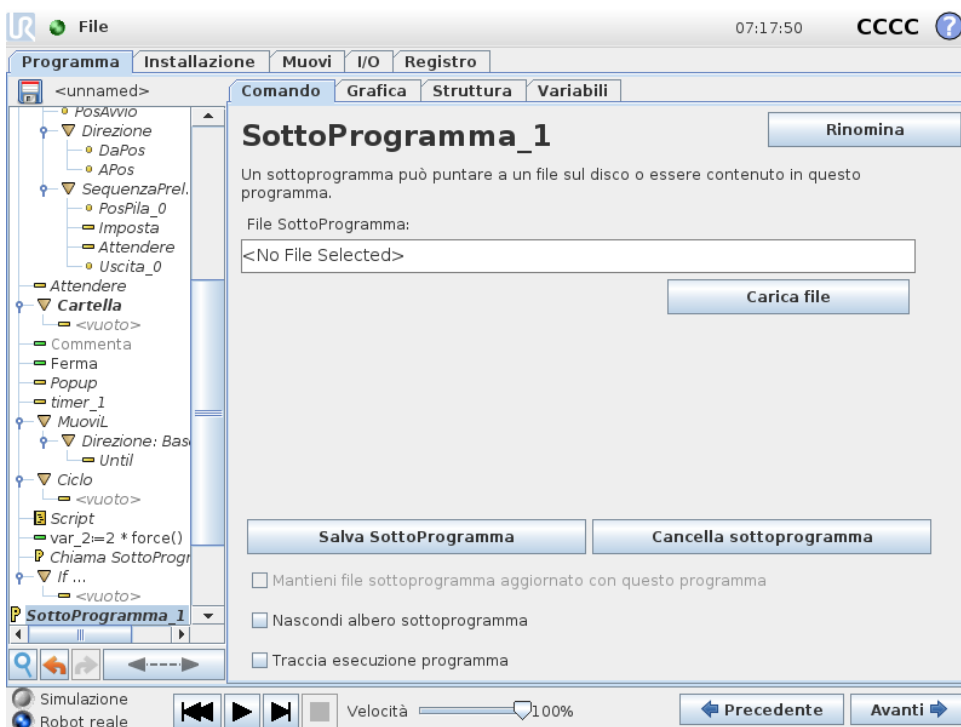 UR File 07:17:50 CCCC ?
Programma Installazione Muovi I/O Registro
<unnamed> Comando Grafica Struttura Variabili
PosAvvio
Direzione
DaPos
APos
SequenzaPrel.
PosPila_0
Imposta
Attendere
Uscita_0
Attendere
Cartella
<vuoto>
Commenta
Ferma
Popup
timer_1
MuoviL
Direzione: Bas
Until
Ciclo
<vuoto>
Script
var_2:=2 * force()
P Chiama SottoProgr
If ...
<vuoto>
P SottoProgramma_1
SottoProgramma_1
Rinomina
Un sottoprogramma può puntare a un file sul disco o essere contenuto in questo
programma.
File SottoProgramma:
<No File Selected>
Carica file
Salva SottoProgramma Cancella sottoprogramma
Mantieni file sottoprogramma aggiornato con questo programma
Nascondi albero sottoprogramma
Traccia esecuzione programma
Simulazione
Robot reale
Velocità 100%
Precedente Avanti